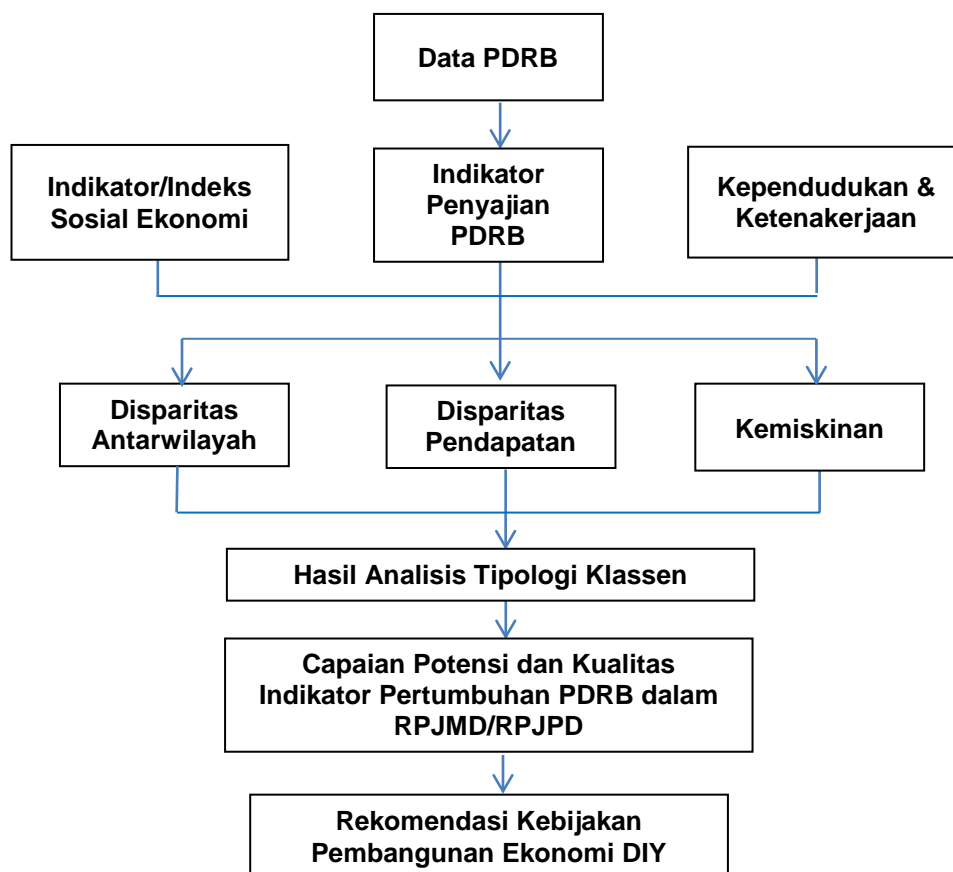 Data PDRB
Indikator/Indeks
Sosial Ekonomi
Indikator
Penyajian
PDRB
Kependudukan &
Ketenakerjaan
Disparitas
Antarwilayah
Disparitas
Pendapatan
Kemiskinan
Hasil Analisis Tipologi Klassen
Capaian Potensi dan Kualitas
Indikator Pertumbuhan PDRB dalam
RPJMD/RPJPD
Rekomendasi Kebijakan
Pembangunan Ekonomi DIY